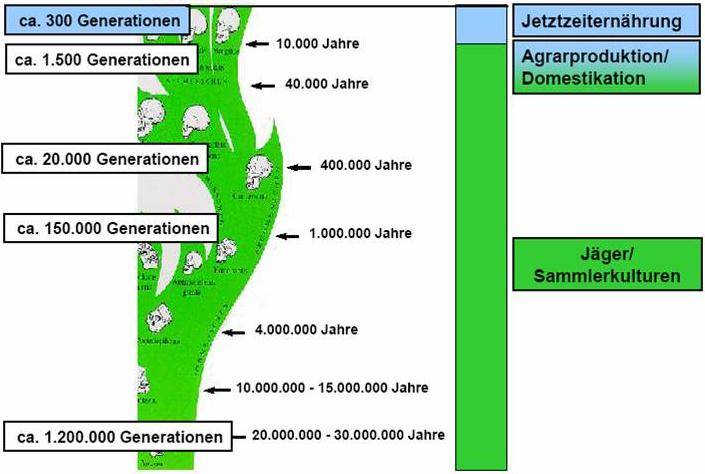 ca. 300 Generationen
ca. 1.500 Generationen
ca. 20.000 Generationen
ca. 150.000 Generationen
ca. 1.200.000 Generationen
10.000 Jahre
40.000 Jahre
400.000 Jahre
1.000.000 Jahre
4.000.000 Jahre
10.000.000 - 15.000.000 Jahre
20.000.000 - 30.000.000 Jahre
Jetztzeiternährung
Agrarproduktion/
Domestikation
Jäger/
Sammlerkulturen